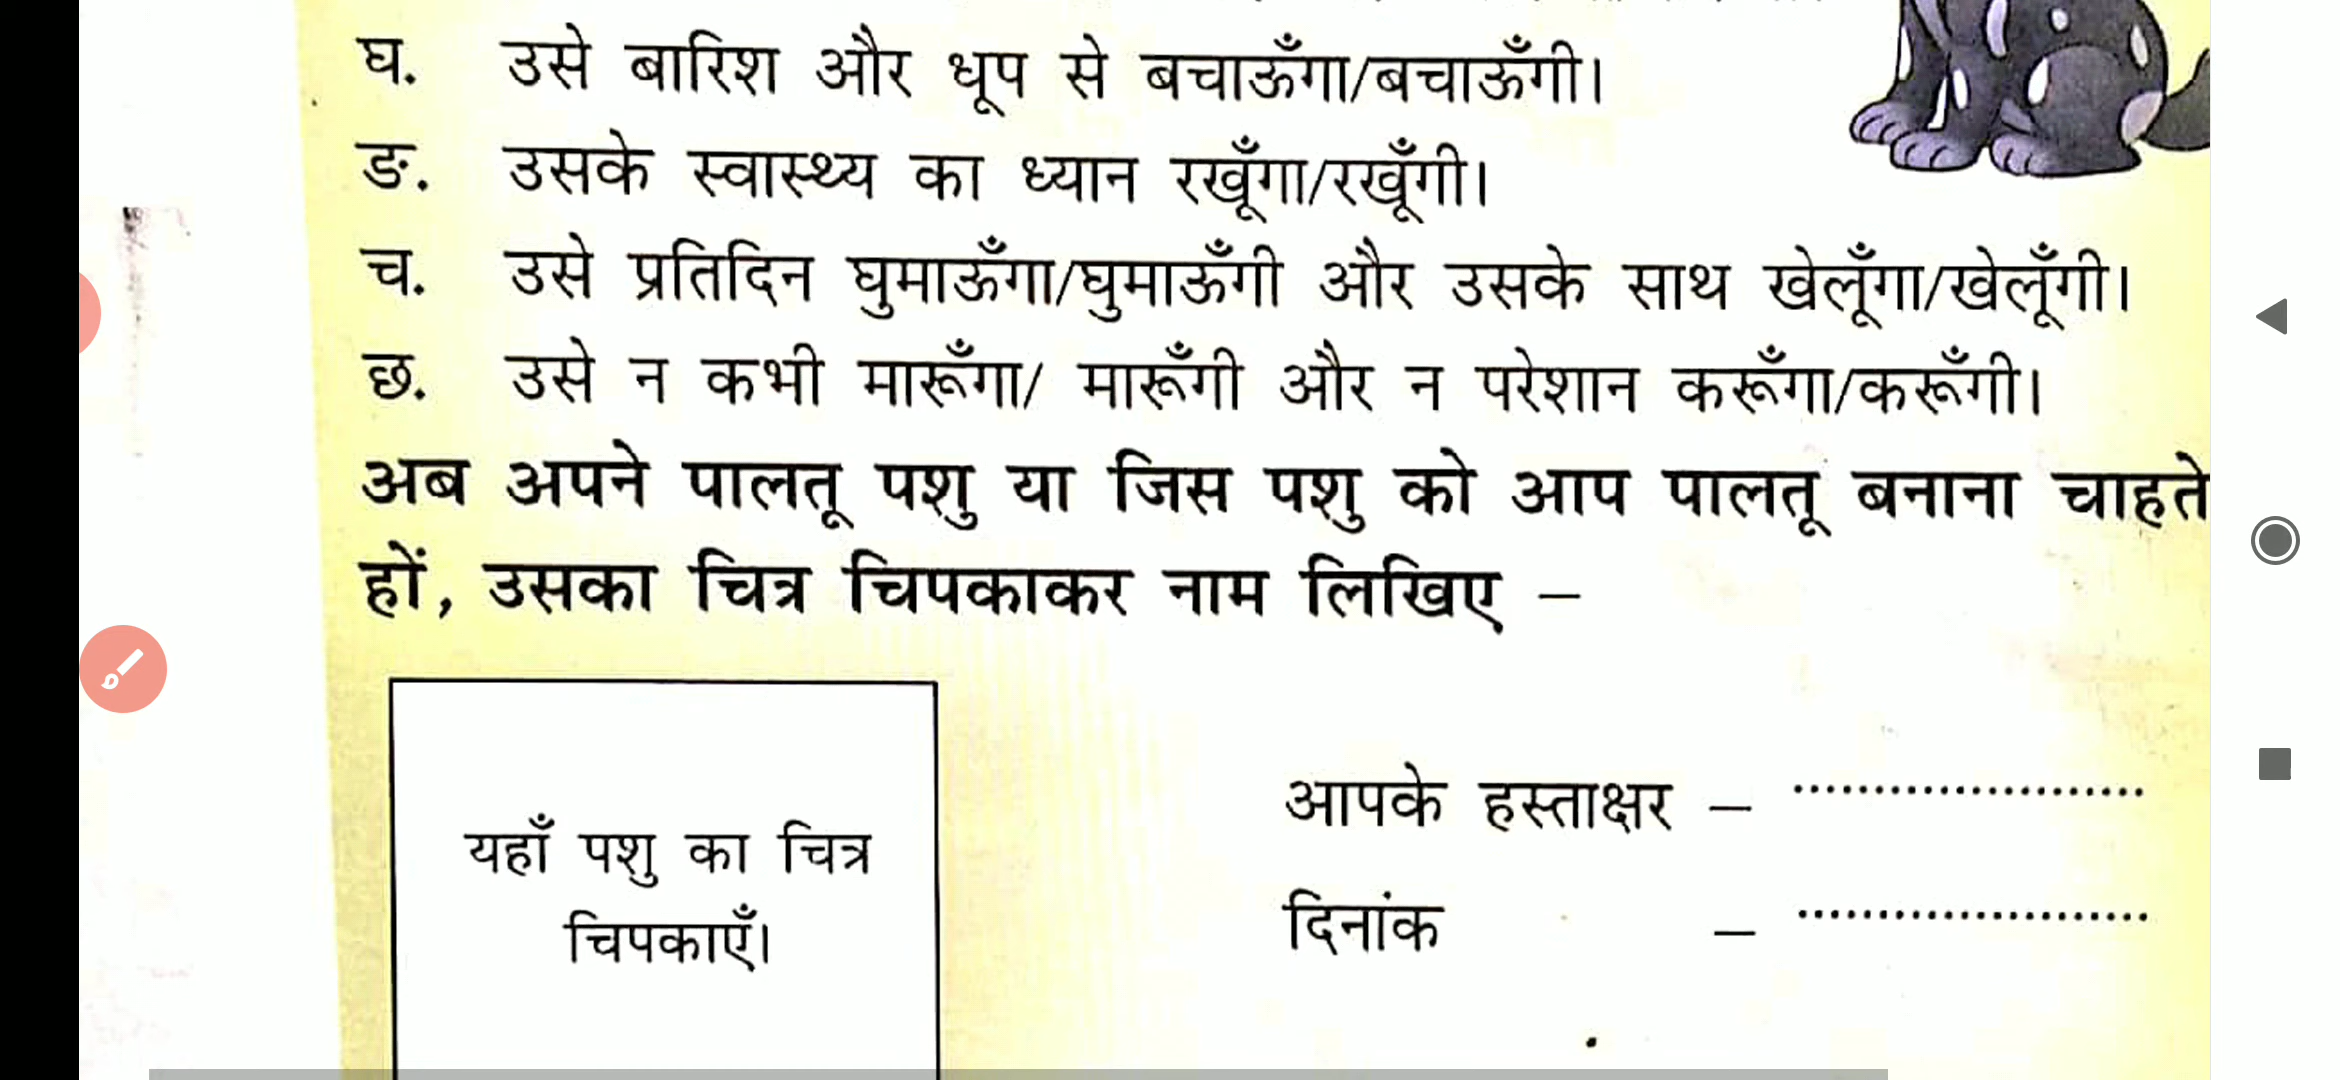 घ. उसे बारिश और धूप से बचाऊँगा/बचाऊँगी।
ङ. उसके स्वास्थ्य का ध्यान रखूँगा/रखूँगी।
च. उसे प्रतिदिन घुमाऊँगा/घुमाऊँगी और उसके साथ खेलूँगा/खेलूँगी।
छ. उसे न कभी मारूँगा/ मारूँगी और न परेशान करूँगा/करूँगी।
अब अपने पालतू पशु या जिस पशु को आप पालतू बनाना चाहते
हों, उसका चित्र चिपकाकर नाम लिखिए –
यहाँ पशु का चित्र
चिपकाएँ।
आपके हस्ताक्षर – ......................
दिनांक – ......................